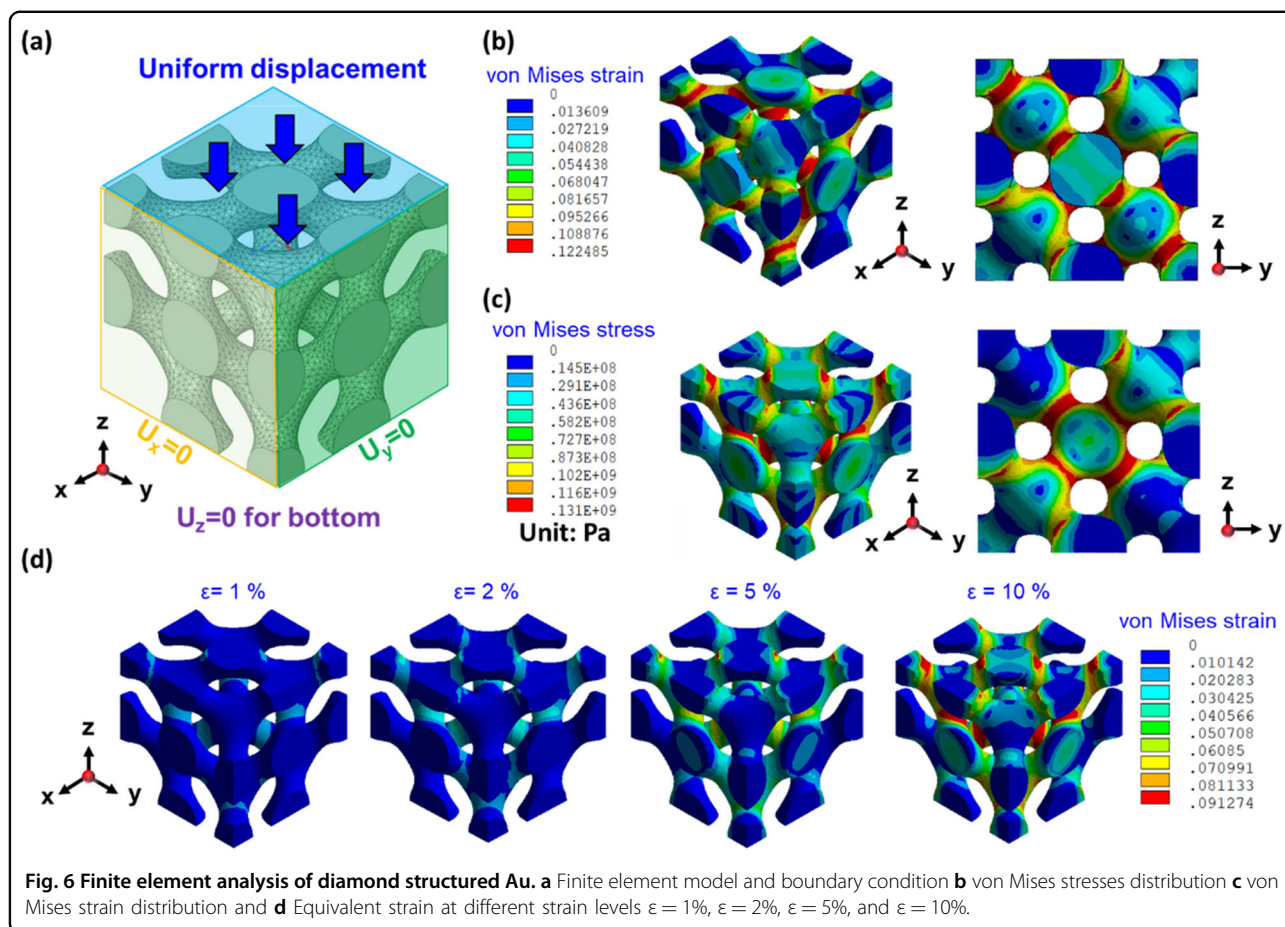 (a)
Uniform displacement
Uₓ=0
U_y=0
U_z=0 for bottom
z
x
y
(b)
von Mises strain
0
.013609
.027219
.040828
.054438
.068047
.081657
.095266
.108876
.122485
z
x
y
z
y
(c)
von Mises stress
0
.145E+08
.291E+08
.436E+08
.582E+08
.727E+08
.873E+08
.102E+09
.116E+09
.131E+09
Unit: Pa
z
x
y
z
y
(d)
ε= 1 %
ε= 2 %
ε= 5 %
ε = 10 %
z
x
y
von Mises strain
0
.010142
.020283
.030425
.040566
.050708
.06085
.070991
.081133
.091274
Fig. 6 Finite element analysis of diamond structured Au. a Finite element model and boundary condition b von Mises stresses distribution c von
Mises strain distribution and d Equivalent strain at different strain levels ε = 1%, ε = 2%, ε = 5%, and ε = 10%.